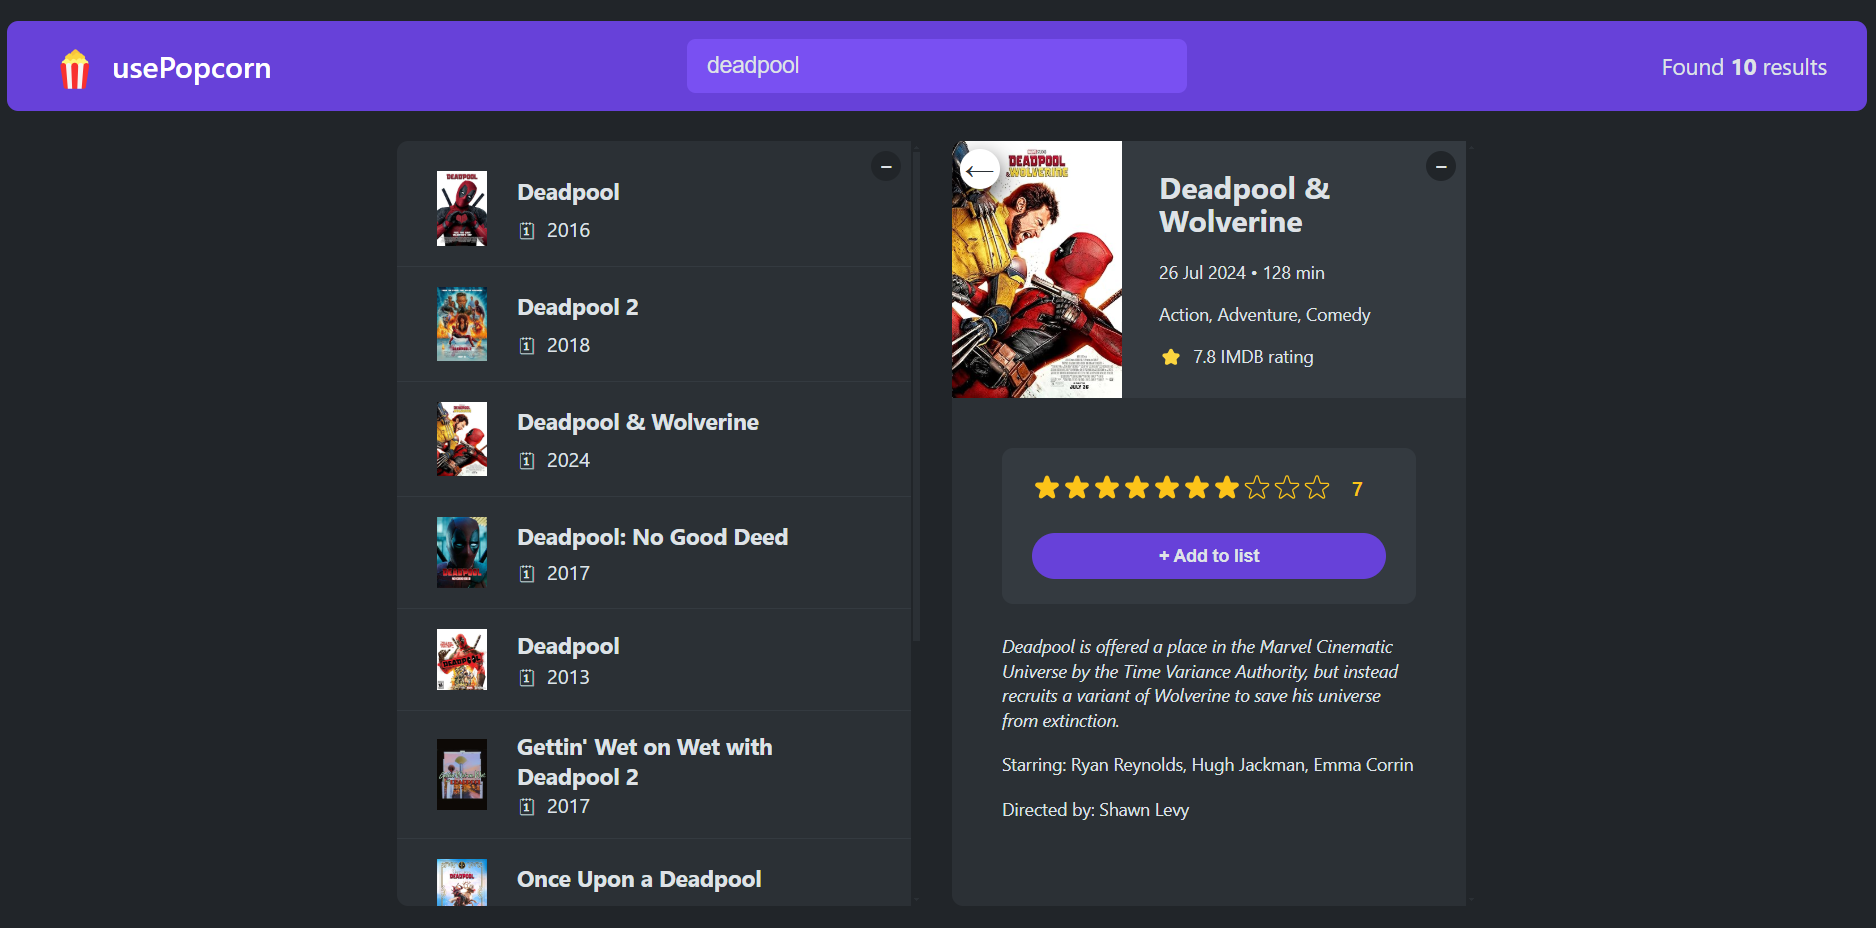 usePopcorn
deadpool
Found 10 results
Deadpool
2016
Deadpool 2
2018
Deadpool & Wolverine
2024
Deadpool: No Good Deed
2017
Deadpool
2013
Gettin' Wet on Wet with
Deadpool 2
2017
Once Upon a Deadpool
DEADPOOL
& WOLVERINE
JULY 26
Deadpool &
Wolverine
26 Jul 2024 • 128 min
Action, Adventure, Comedy
7.8 IMDB rating
7
+ Add to list
Deadpool is offered a place in the Marvel Cinematic
Universe by the Time Variance Authority, but instead
recruits a variant of Wolverine to save his universe
from extinction.
Starring: Ryan Reynolds, Hugh Jackman, Emma Corrin
Directed by: Shawn Levy